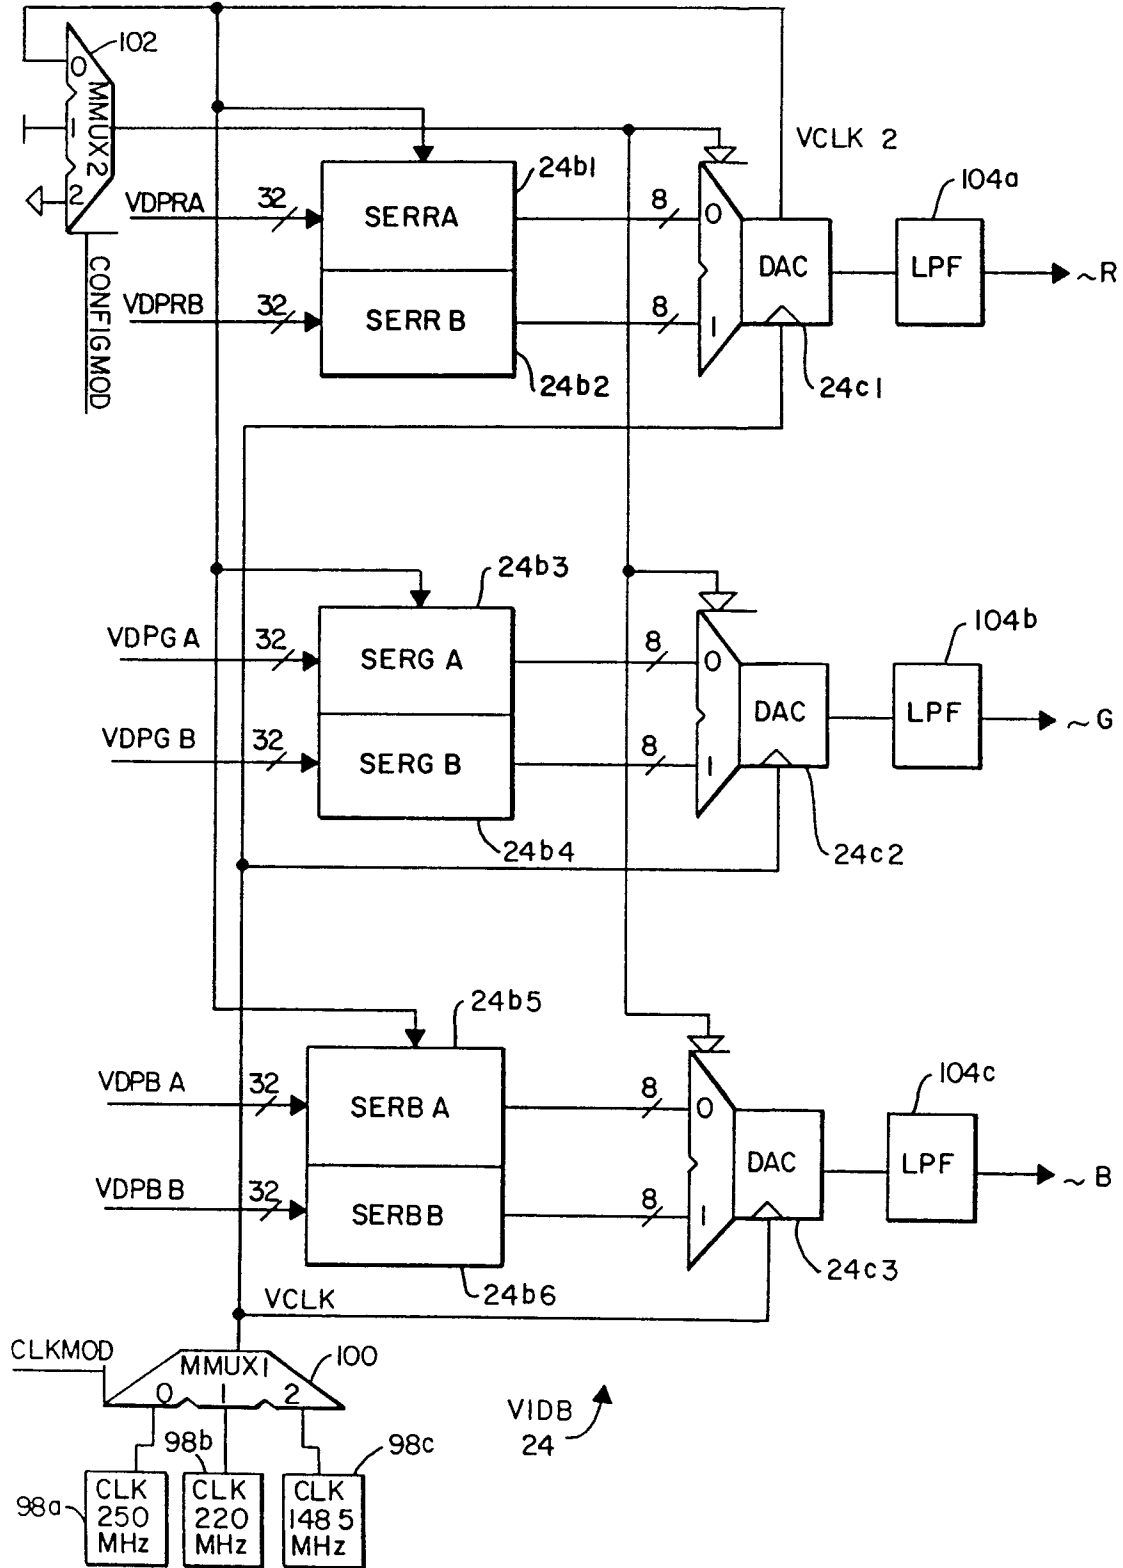 102
0
MMUX2
1
2
CONFIGMOD
VCLK 2
VDPRA
32
SERRA
24b1
8
0
DAC
104a
LPF
~R
VDPRB
32
SERR B
24b2
8
1
24c1
VDPG A
32
SERG A
24b3
8
0
DAC
104b
LPF
~ G
VDPG B
32
SERG B
24b4
8
1
24c2
VDPB A
32
SERB A
24b5
8
0
DAC
104c
LPF
~ B
VDPB B
32
SERB B
24b6
8
1
24c3
VCLK
CLKMOD
MMUX1
100
0
1
2
98a
CLK
250
MHz
98b
CLK
220
MHz
98c
CLK
148 5
MHz
VIDB
24